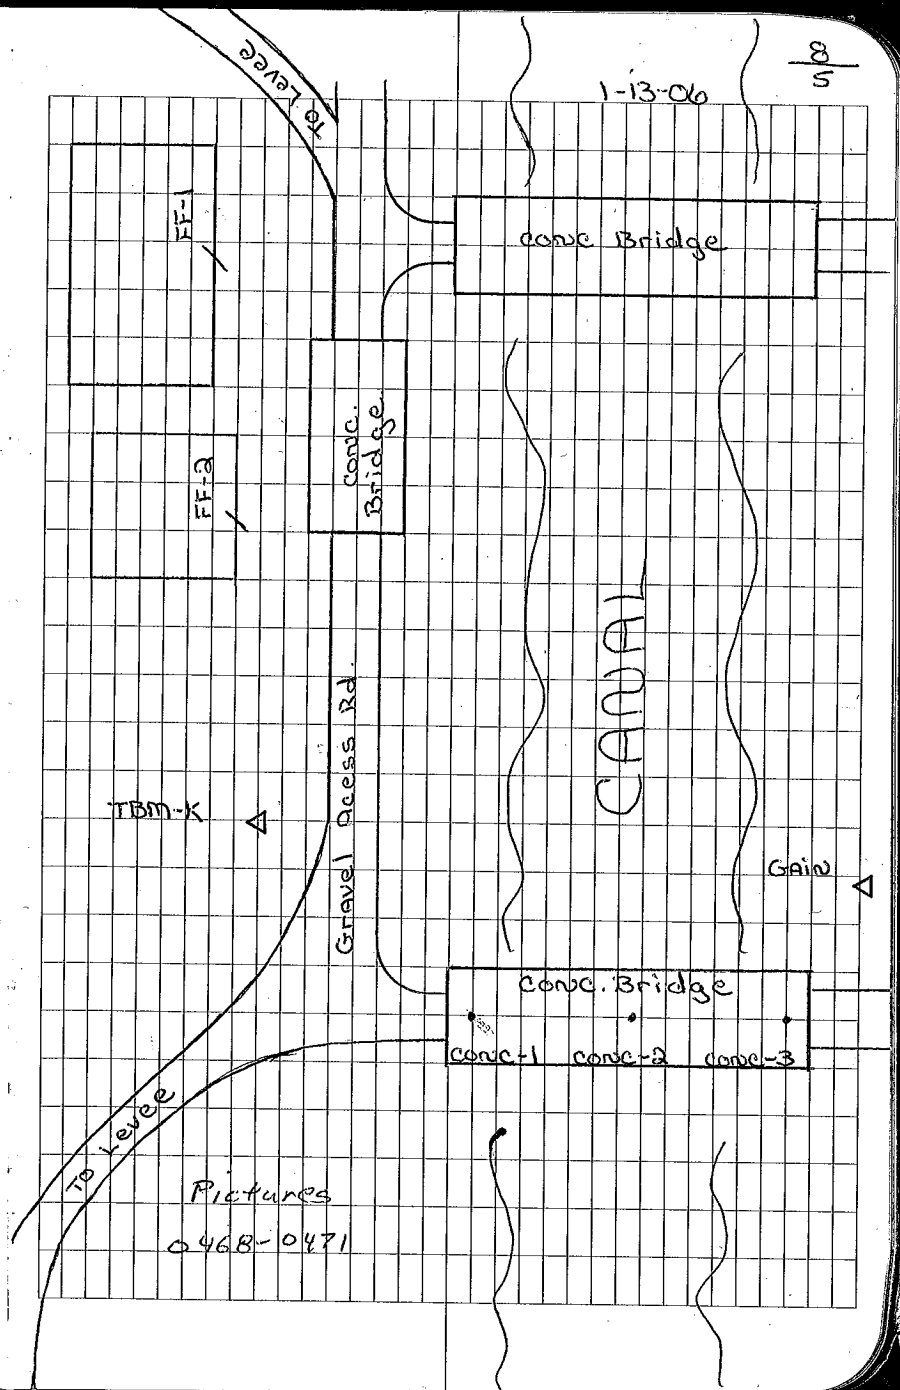 8
5
1-13-06
To Levee
FF-1
conc Bridge
conc.
Bridge
FF-2
CANAL
Gravel Acess Rd.
TBM-K
GAIN
conc. Bridge
conc-1 conc-2 conc-3
To Levee
Pictures
0468-0471